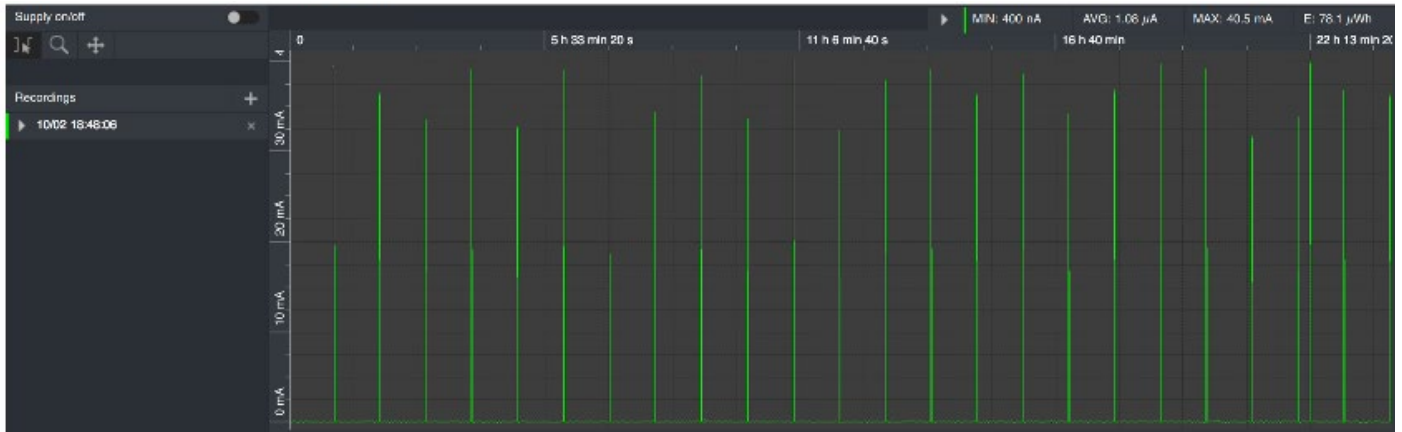 Supply on/off
MIN: 400 nA AVG: 1.08 µA MAX: 40.5 mA E: 78.1 µWh
0 5 h 33 min 20 s 11 h 6 min 40 s 16 h 40 min 22 h 13 min 20
4
Recordings
10/02 18:48:06
30 mA
20 mA
10 mA
0 mA